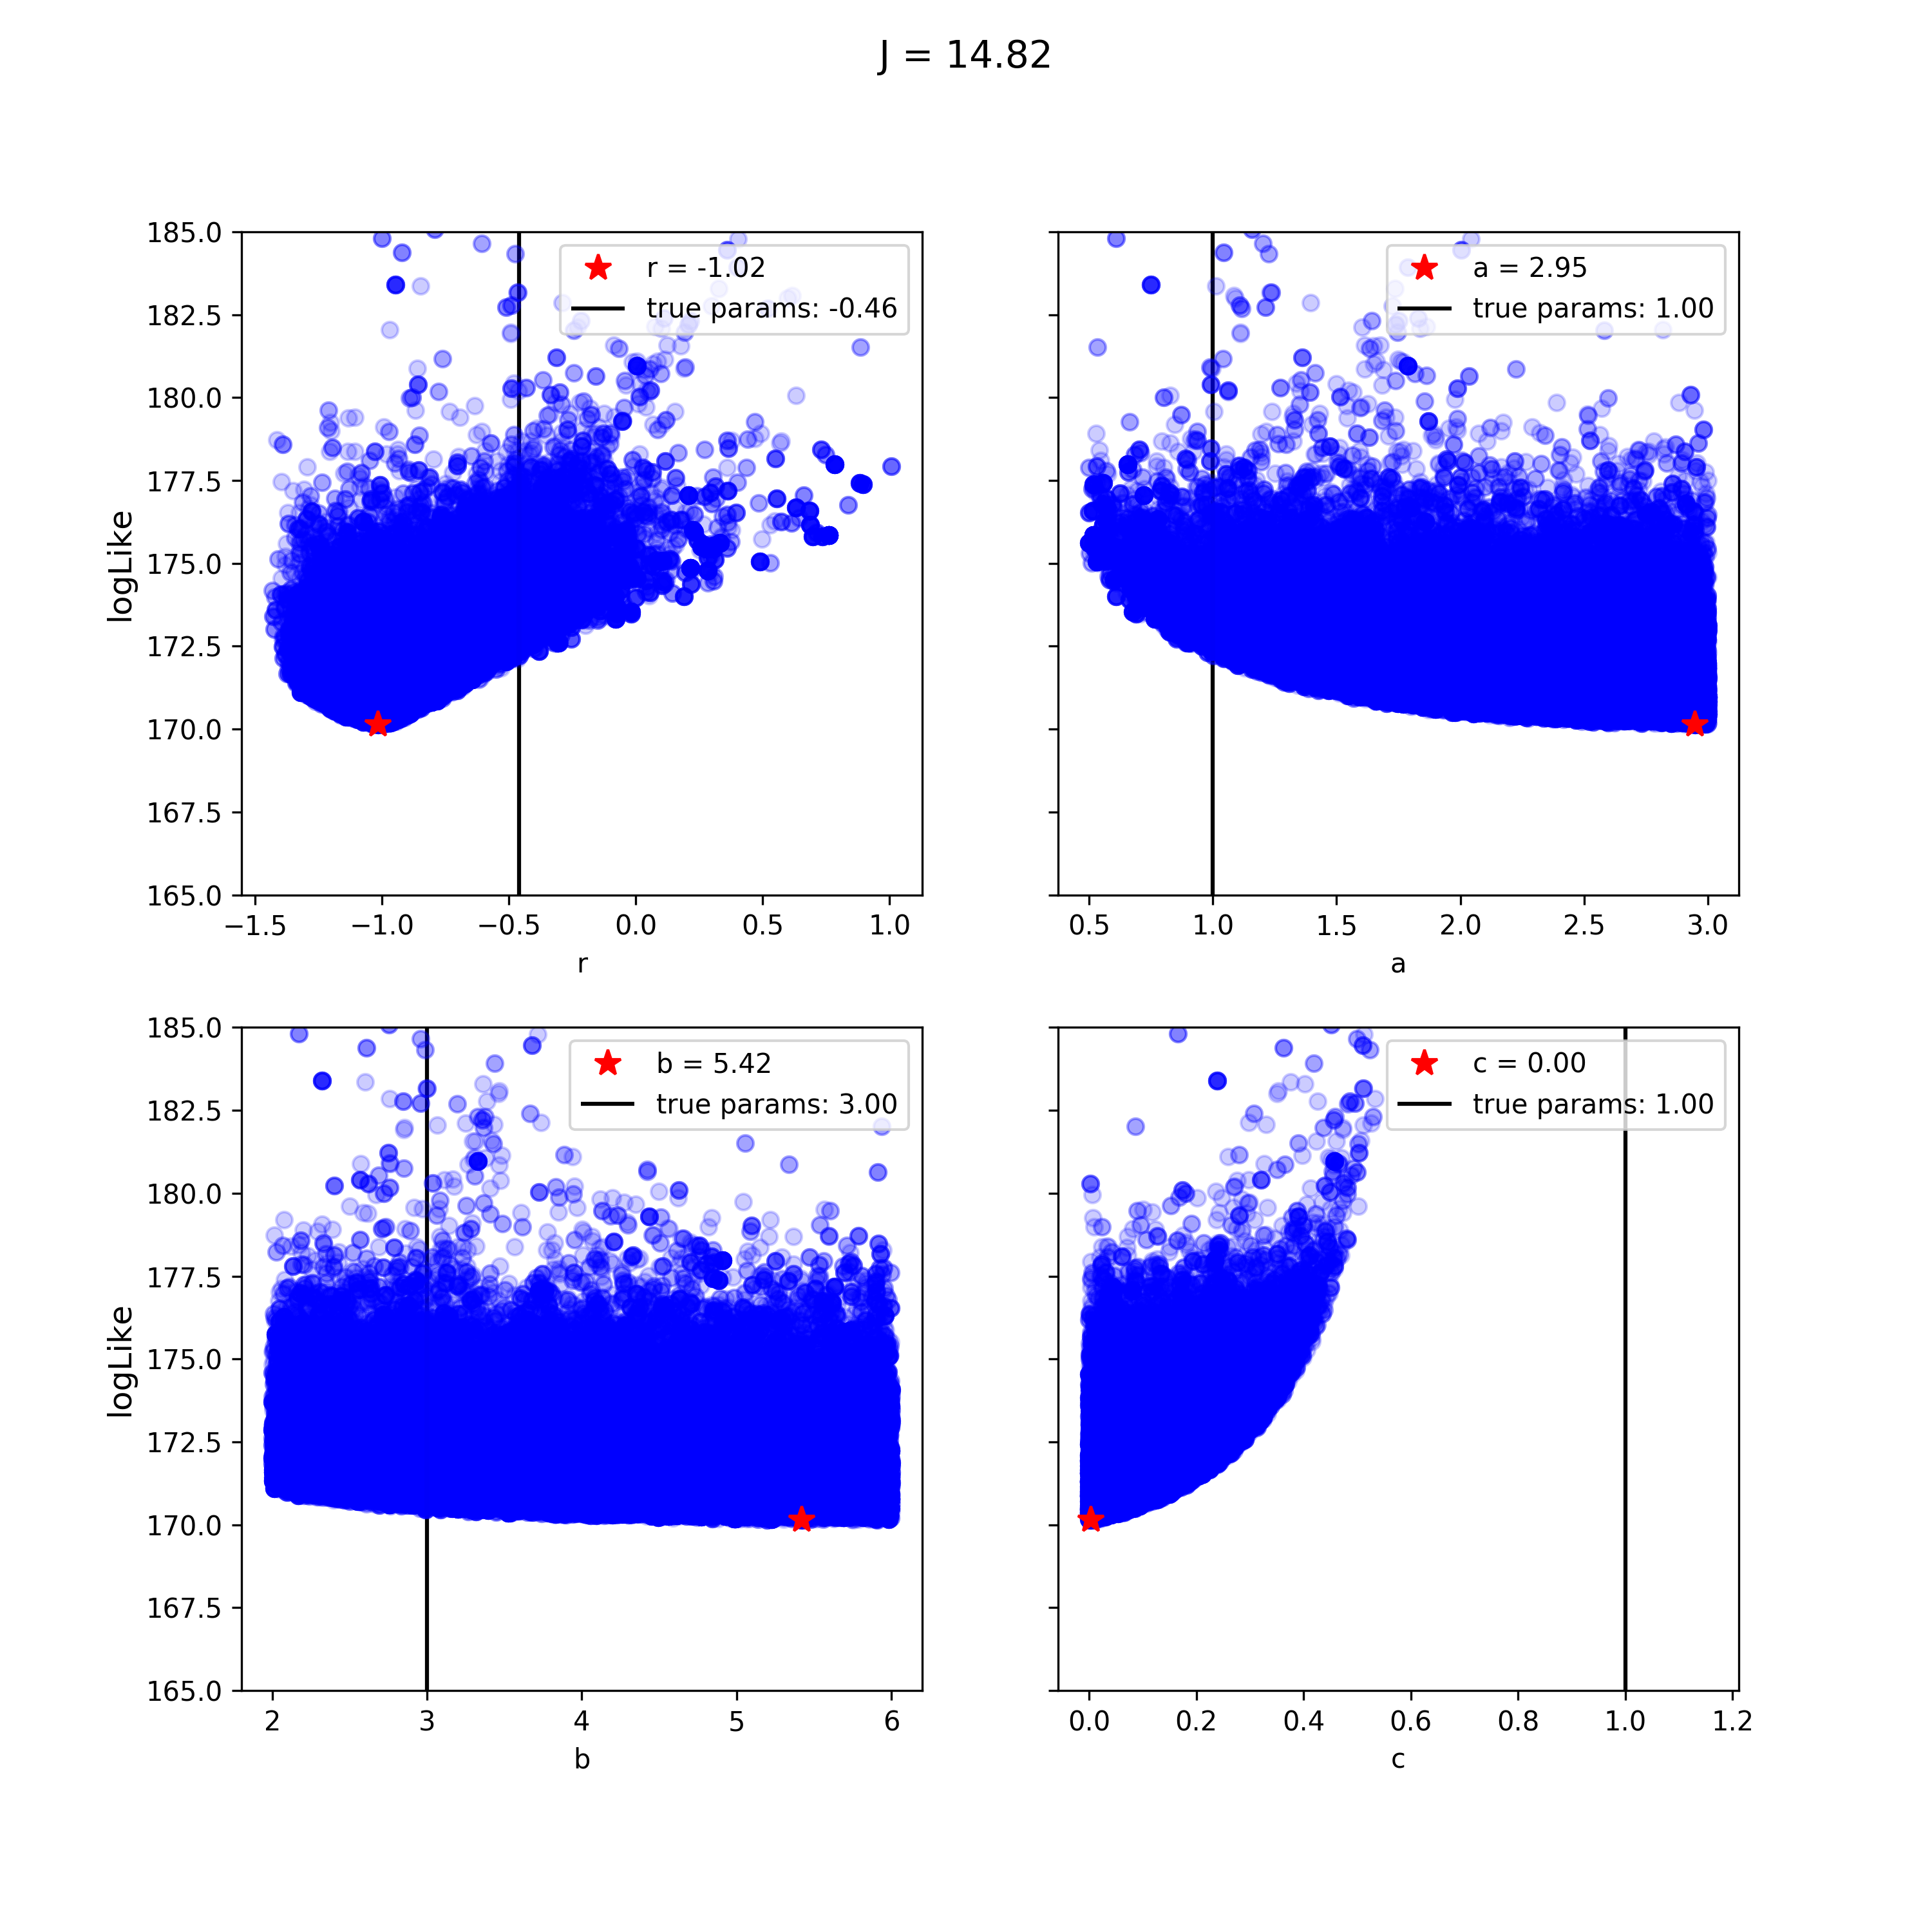 J = 14.82
185.0
182.5
180.0
177.5
175.0
172.5
170.0
167.5
165.0
logLike
r = -1.02
true params: -0.46
−1.5 −1.0 −0.5 0.0 0.5 1.0
r
a = 2.95
true params: 1.00
0.5 1.0 1.5 2.0 2.5 3.0
a
185.0
182.5
180.0
177.5
175.0
172.5
170.0
167.5
165.0
logLike
b = 5.42
true params: 3.00
2 3 4 5 6
b
c = 0.00
true params: 1.00
0.0 0.2 0.4 0.6 0.8 1.0 1.2
c